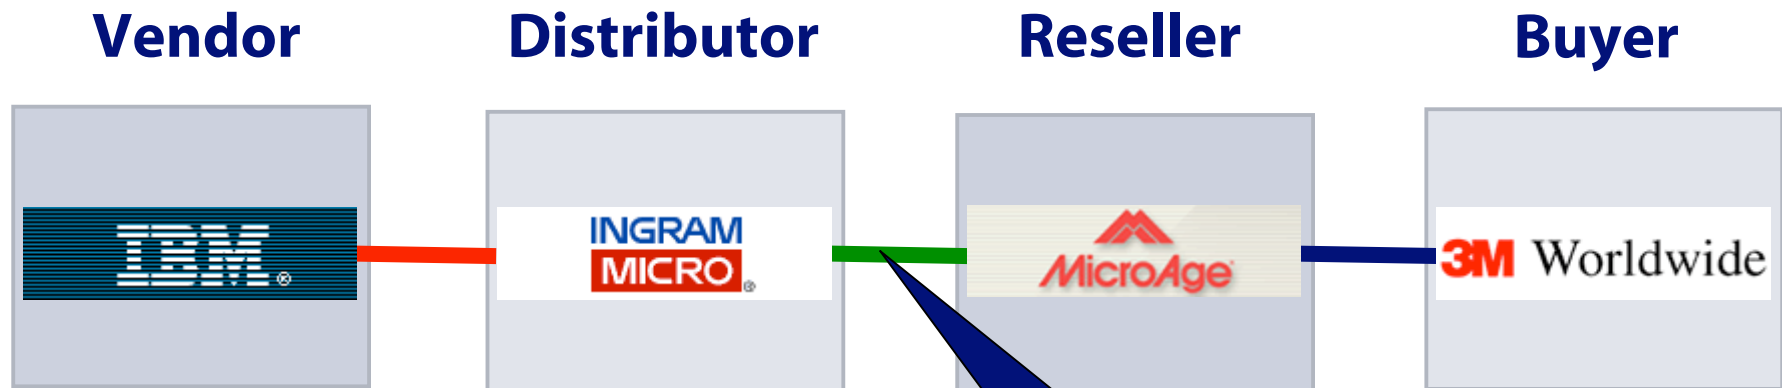 Vendor Distributor Reseller Buyer
IBM®
INGRAM
MICRO®
MicroAge
3M Worldwide